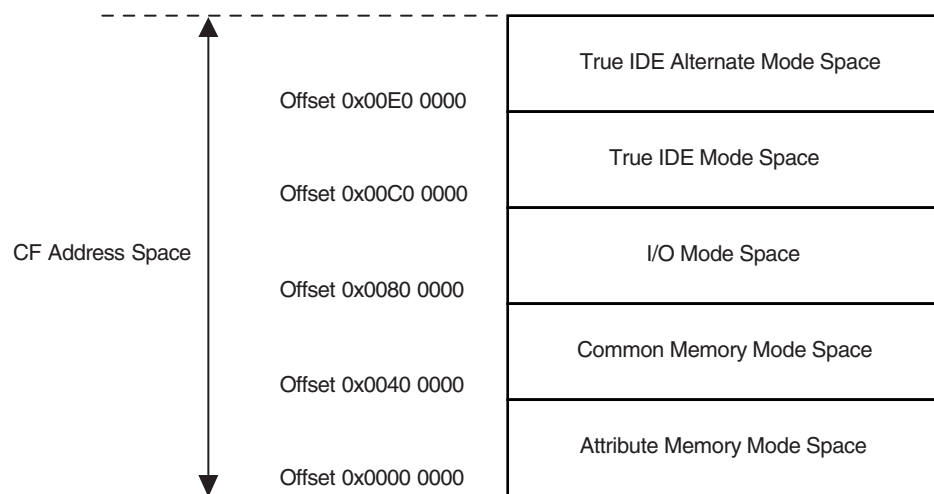 True IDE Alternate Mode Space
Offset 0x00E0 0000
True IDE Mode Space
Offset 0x00C0 0000
CF Address Space
I/O Mode Space
Offset 0x0080 0000
Common Memory Mode Space
Offset 0x0040 0000
Attribute Memory Mode Space
Offset 0x0000 0000